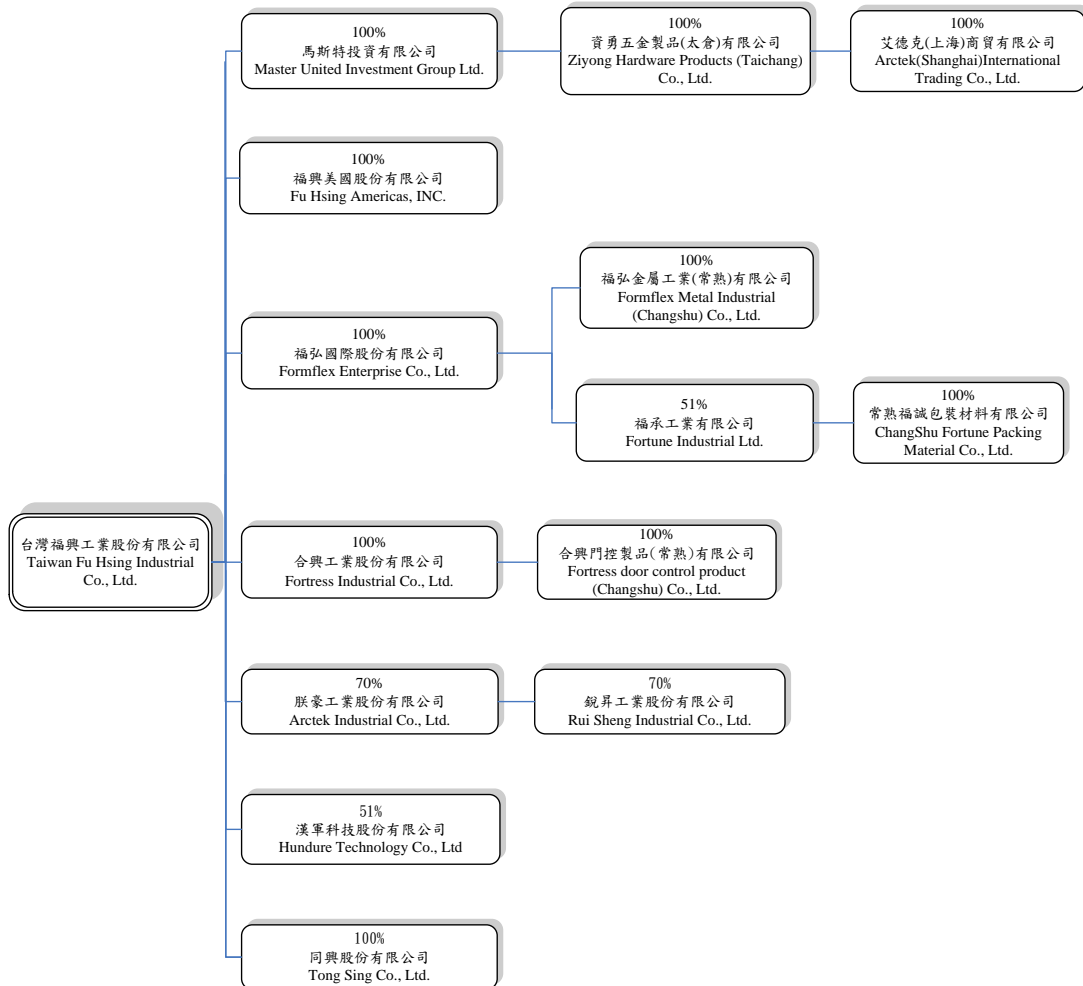 100%
馬斯特投資有限公司
Master United Investment Group Ltd.
100%
資勇五金製品(太倉)有限公司
Ziyong Hardware Products (Taichang)
Co., Ltd.
100%
艾德克(上海)商貿有限公司
Arctek(Shanghai)International
Trading Co., Ltd.
100%
福興美國股份有限公司
Fu Hsing Americas, INC.
100%
福弘金屬工業(常熟)有限公司
Formflex Metal Industrial
(Changshu) Co., Ltd.
100%
福弘國際股份有限公司
Formflex Enterprise Co., Ltd.
51%
福承工業有限公司
Fortune Industrial Ltd.
100%
常熟福誠包裝材料有限公司
ChangShu Fortune Packing
Material Co., Ltd.
台灣福興工業股份有限公司
Taiwan Fu Hsing Industrial
Co., Ltd.
100%
合興工業股份有限公司
Fortress Industrial Co., Ltd.
100%
合興門控製品(常熟)有限公司
Fortress door control product
(Changshu) Co., Ltd.
70%
朕豪工業股份有限公司
Arctek Industrial Co., Ltd.
70%
銳昇工業股份有限公司
Rui Sheng Industrial Co., Ltd.
51%
漢軍科技股份有限公司
Hundure Technology Co., Ltd
100%
同興股份有限公司
Tong Sing Co., Ltd.